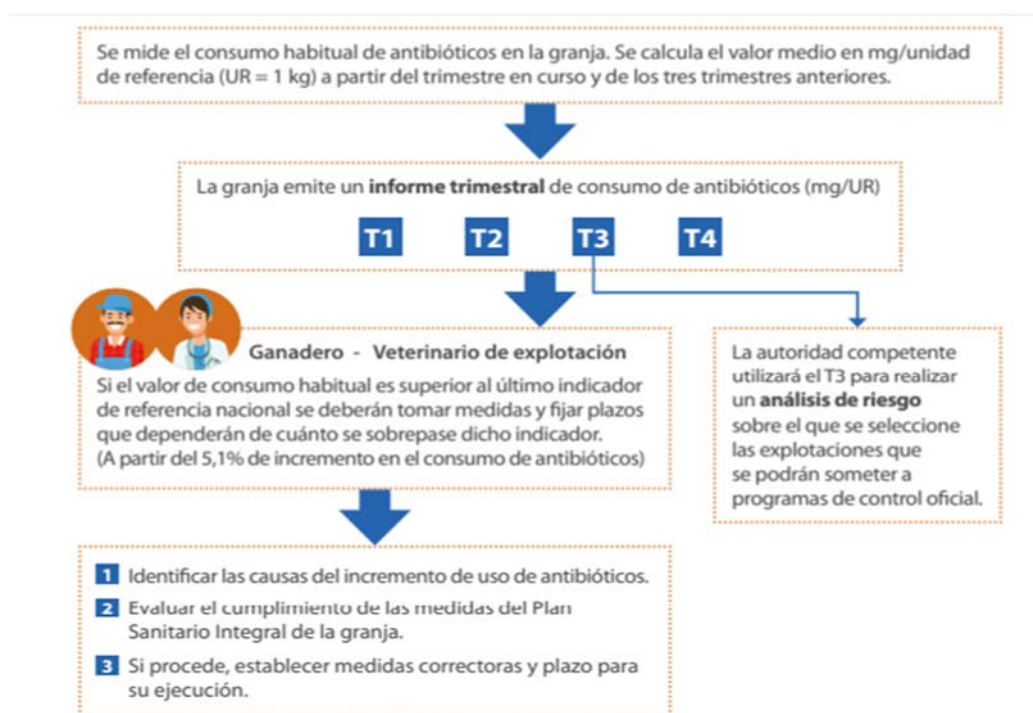 Se mide el consumo habitual de antibióticos en la granja. Se calcula el valor medio en mg/unidad
de referencia (UR = 1 kg) a partir del trimestre en curso y de los tres trimestres anteriores.
La granja emite un informe trimestral de consumo de antibióticos (mg/UR)
T1 T2 T3 T4
Ganadero - Veterinario de explotación
Si el valor de consumo habitual es superior al último indicador
de referencia nacional se deberán tomar medidas y fijar plazos
que dependerán de cuánto se sobrepase dicho indicador.
(A partir del 5,1% de incremento en el consumo de antibióticos)
La autoridad competente
utilizará el T3 para realizar
un análisis de riesgo
sobre el que se seleccione
las explotaciones que
se podrán someter a
programas de control oficial.
1 Identificar las causas del incremento de uso de antibióticos.
2 Evaluar el cumplimiento de las medidas del Plan
Sanitario Integral de la granja.
3 Si procede, establecer medidas correctoras y plazo para
su ejecución.